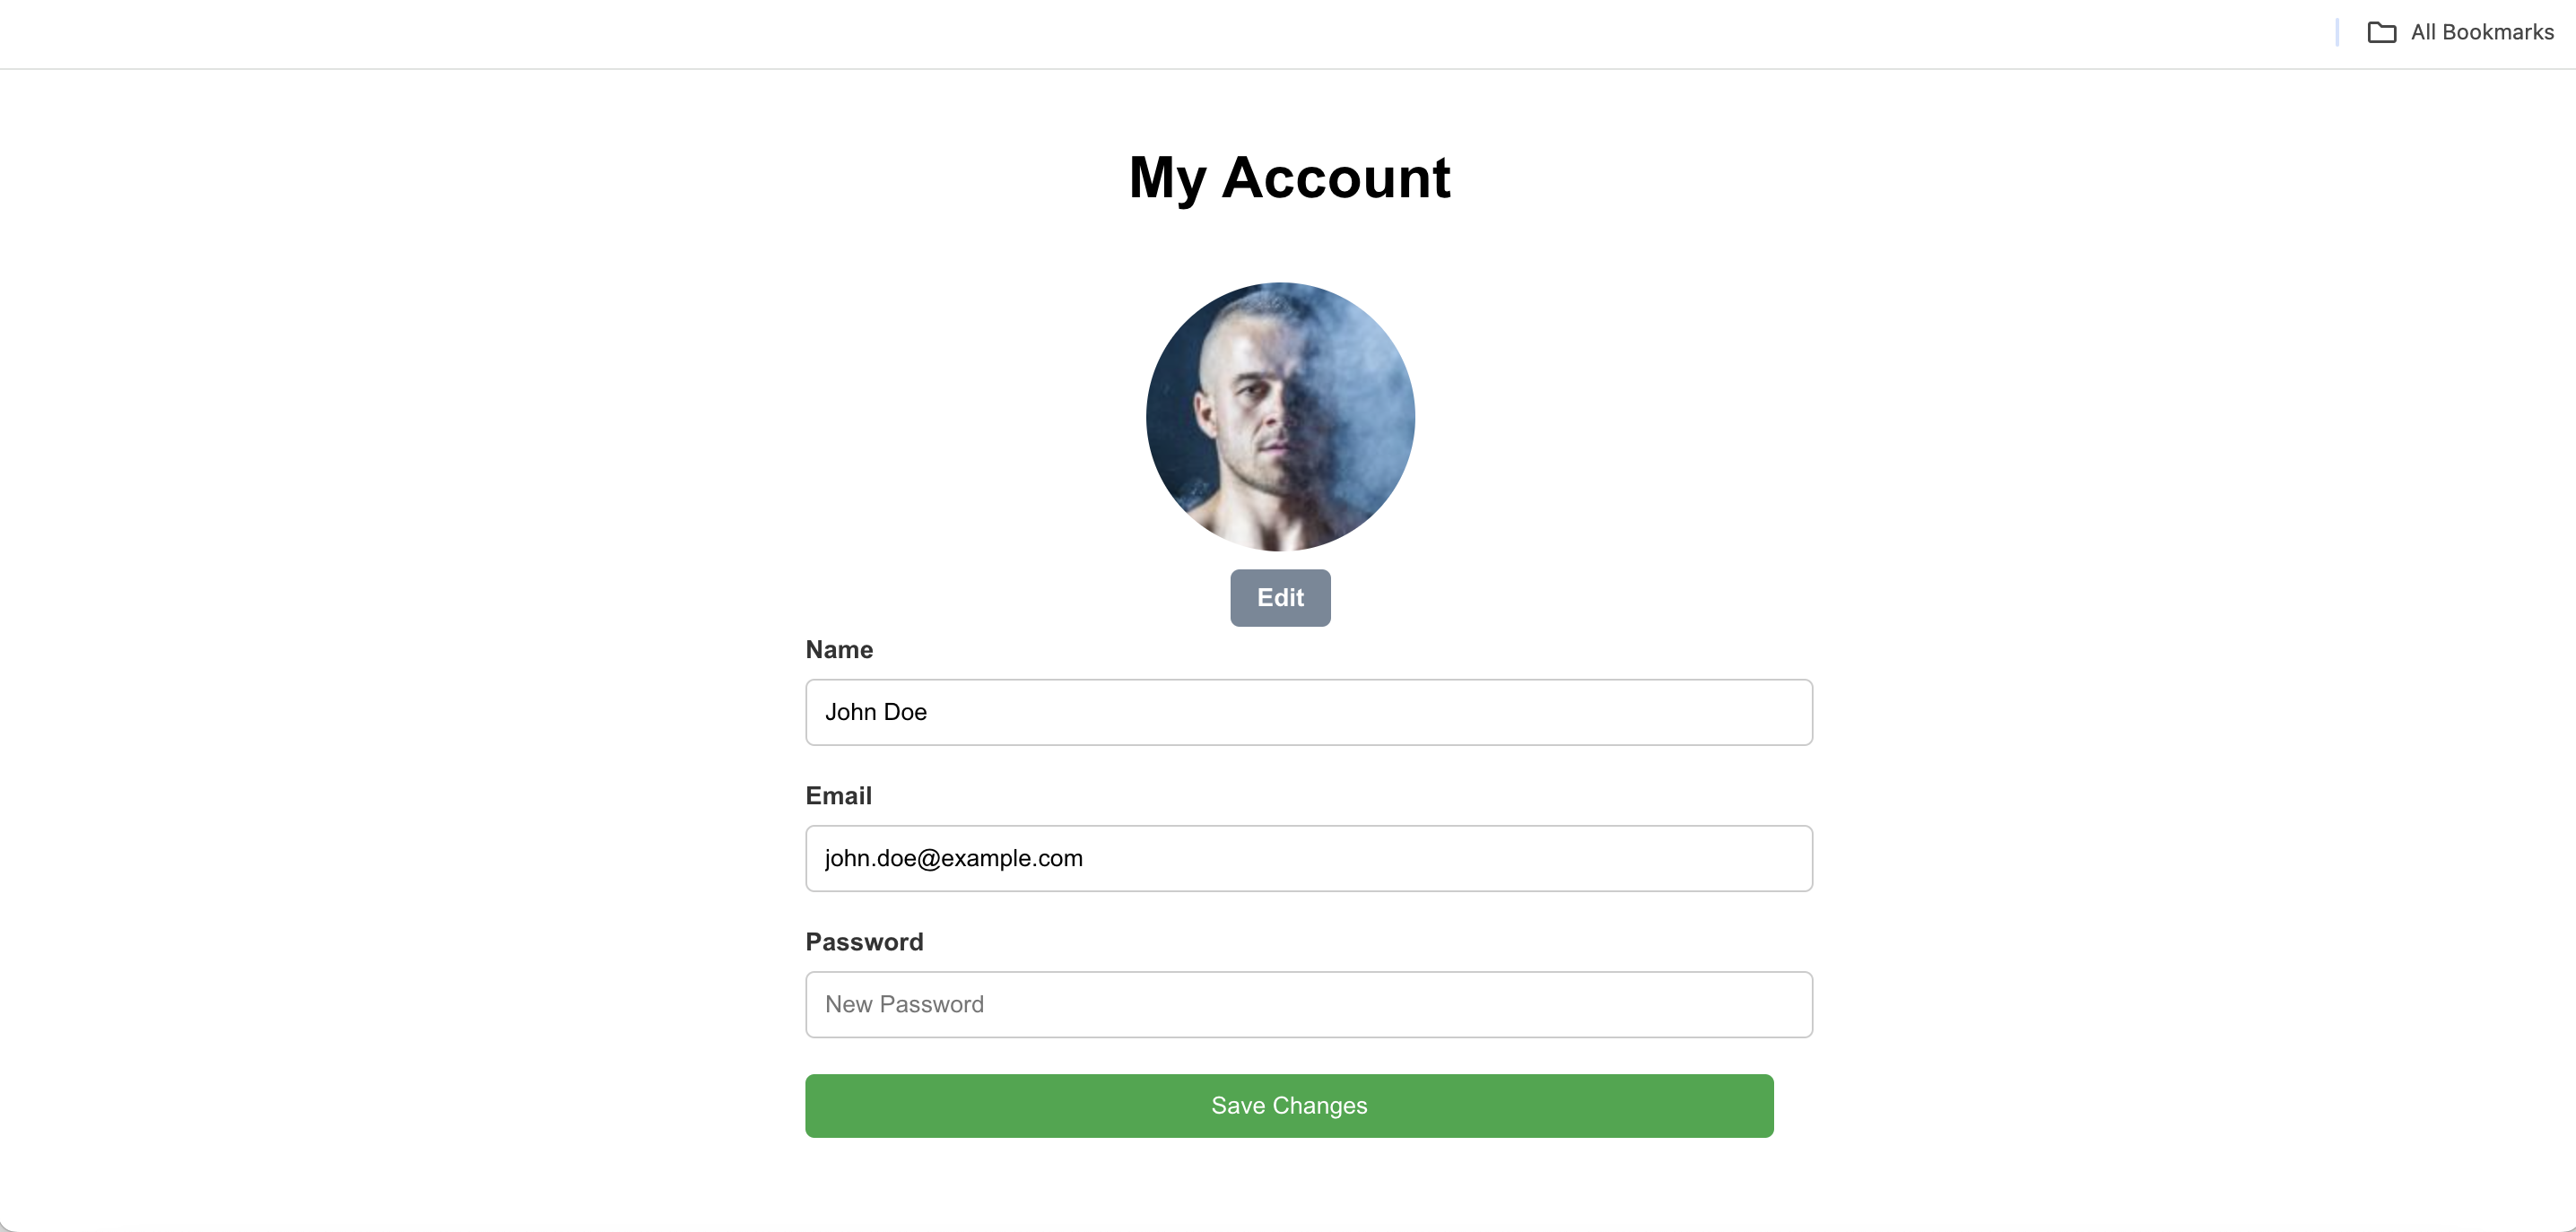 All Bookmarks
My Account
Edit
Name
John Doe
Email
john.doe@example.com
Password
New Password
Save Changes